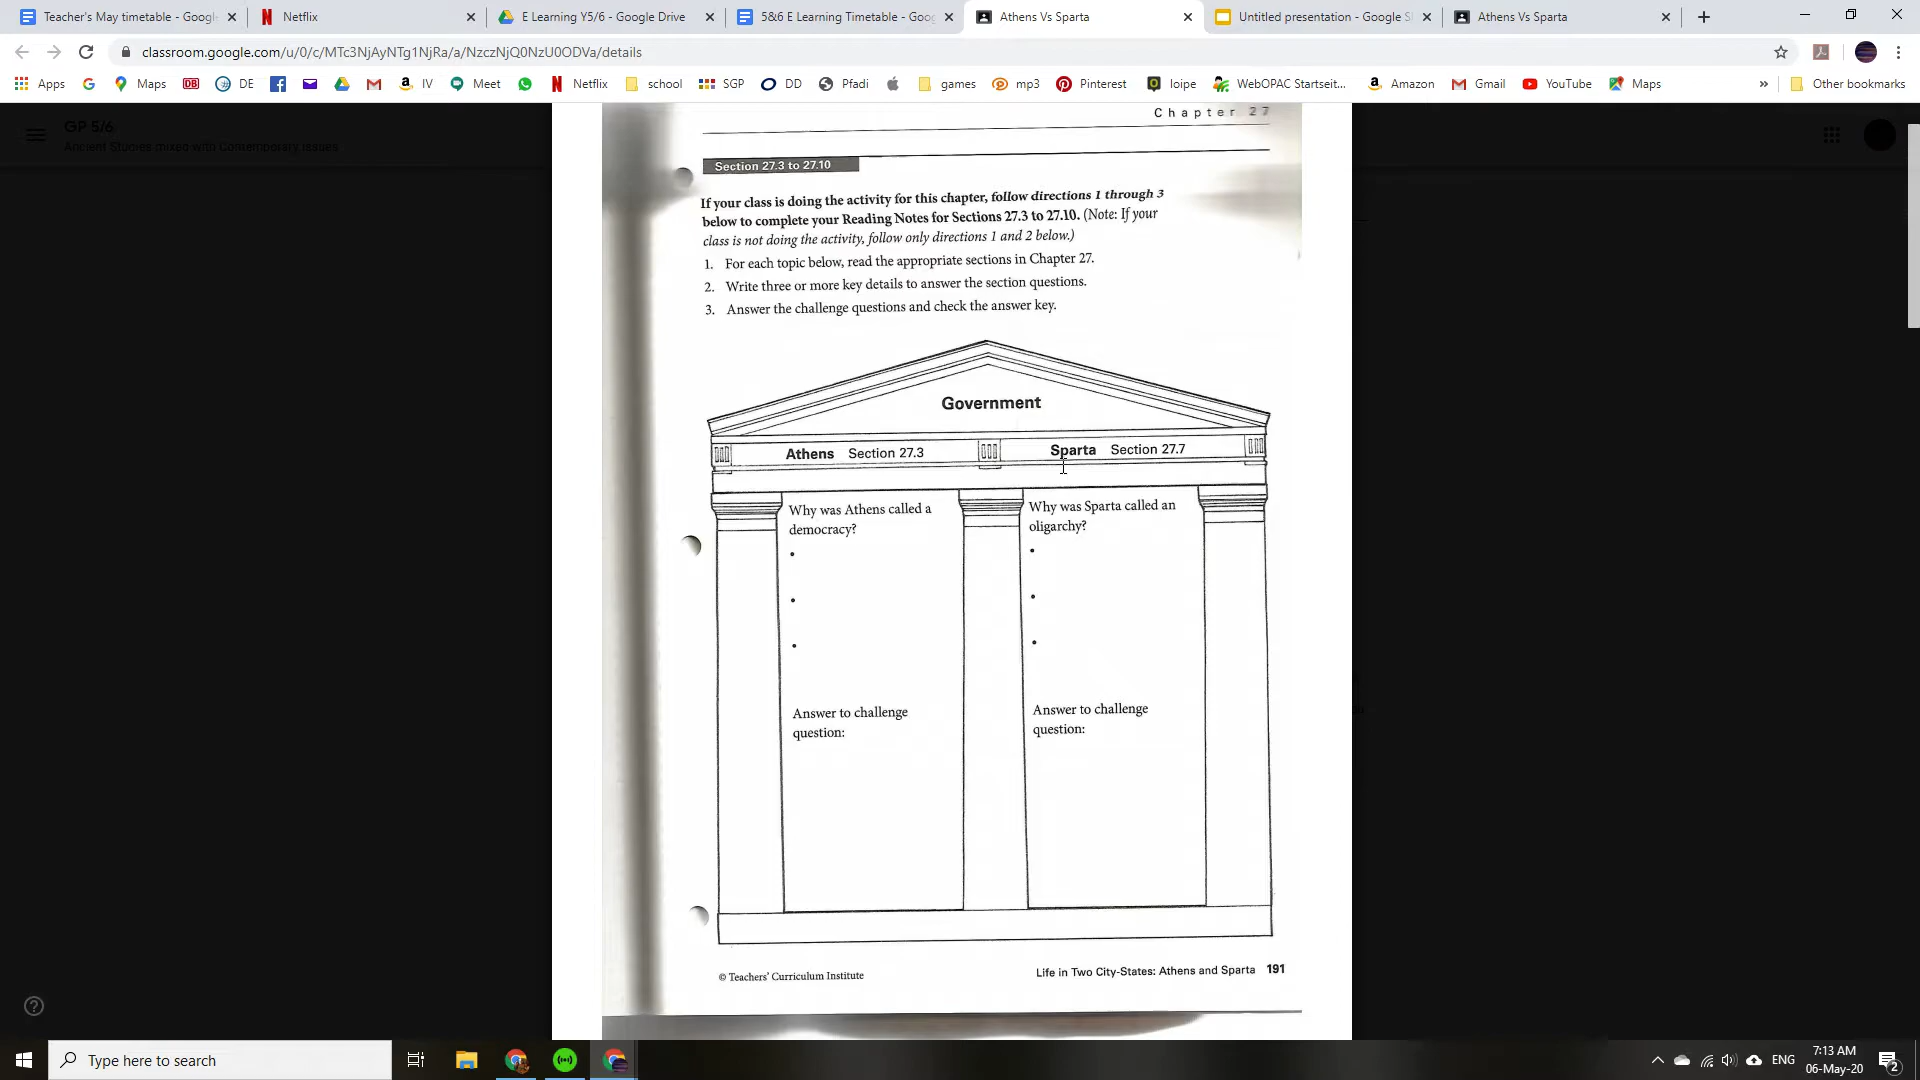 Teacher's May timetable - Googl
Netflix
E Learning Y5/6 - Google Drive
5&6 E Learning Timetable - Goog
Athens Vs Sparta
Untitled presentation - Google S
Athens Vs Sparta
classroom.google.com/u/0/c/MTc3NjAyNTg1NjRa/a/NzczNjQ0NzU0ODVa/details
Apps
Maps
DB
DE
IV
Meet
Netflix
school
SGP
DD
Pfadi
games
mp3
Pinterest
loipe
WebOPAC Startseit...
Amazon
Gmail
YouTube
Maps
»
Other bookmarks
GP 5/6
Ancient Studies mixed with Contemporary issues
Chapter 27
Section 27.3 to 27.10
If your class is doing the activity for this chapter, follow directions 1 through 3
below to complete your Reading Notes for Sections 27.3 to 27.10. (Note: If your
class is not doing the activity, follow only directions 1 and 2 below.)
1. For each topic below, read the appropriate sections in Chapter 27.
2. Write three or more key details to answer the section questions.
3. Answer the challenge questions and check the answer key.
Government
Athens Section 27.3
Sparta Section 27.7
Why was Athens called a
democracy?
•
•
•
Answer to challenge
question:
Why was Sparta called an
oligarchy?
•
•
•
Answer to challenge
question:
© Teachers' Curriculum Institute
Life in Two City-States: Athens and Sparta 191
Type here to search
ENG
7:13 AM
06-May-20
2